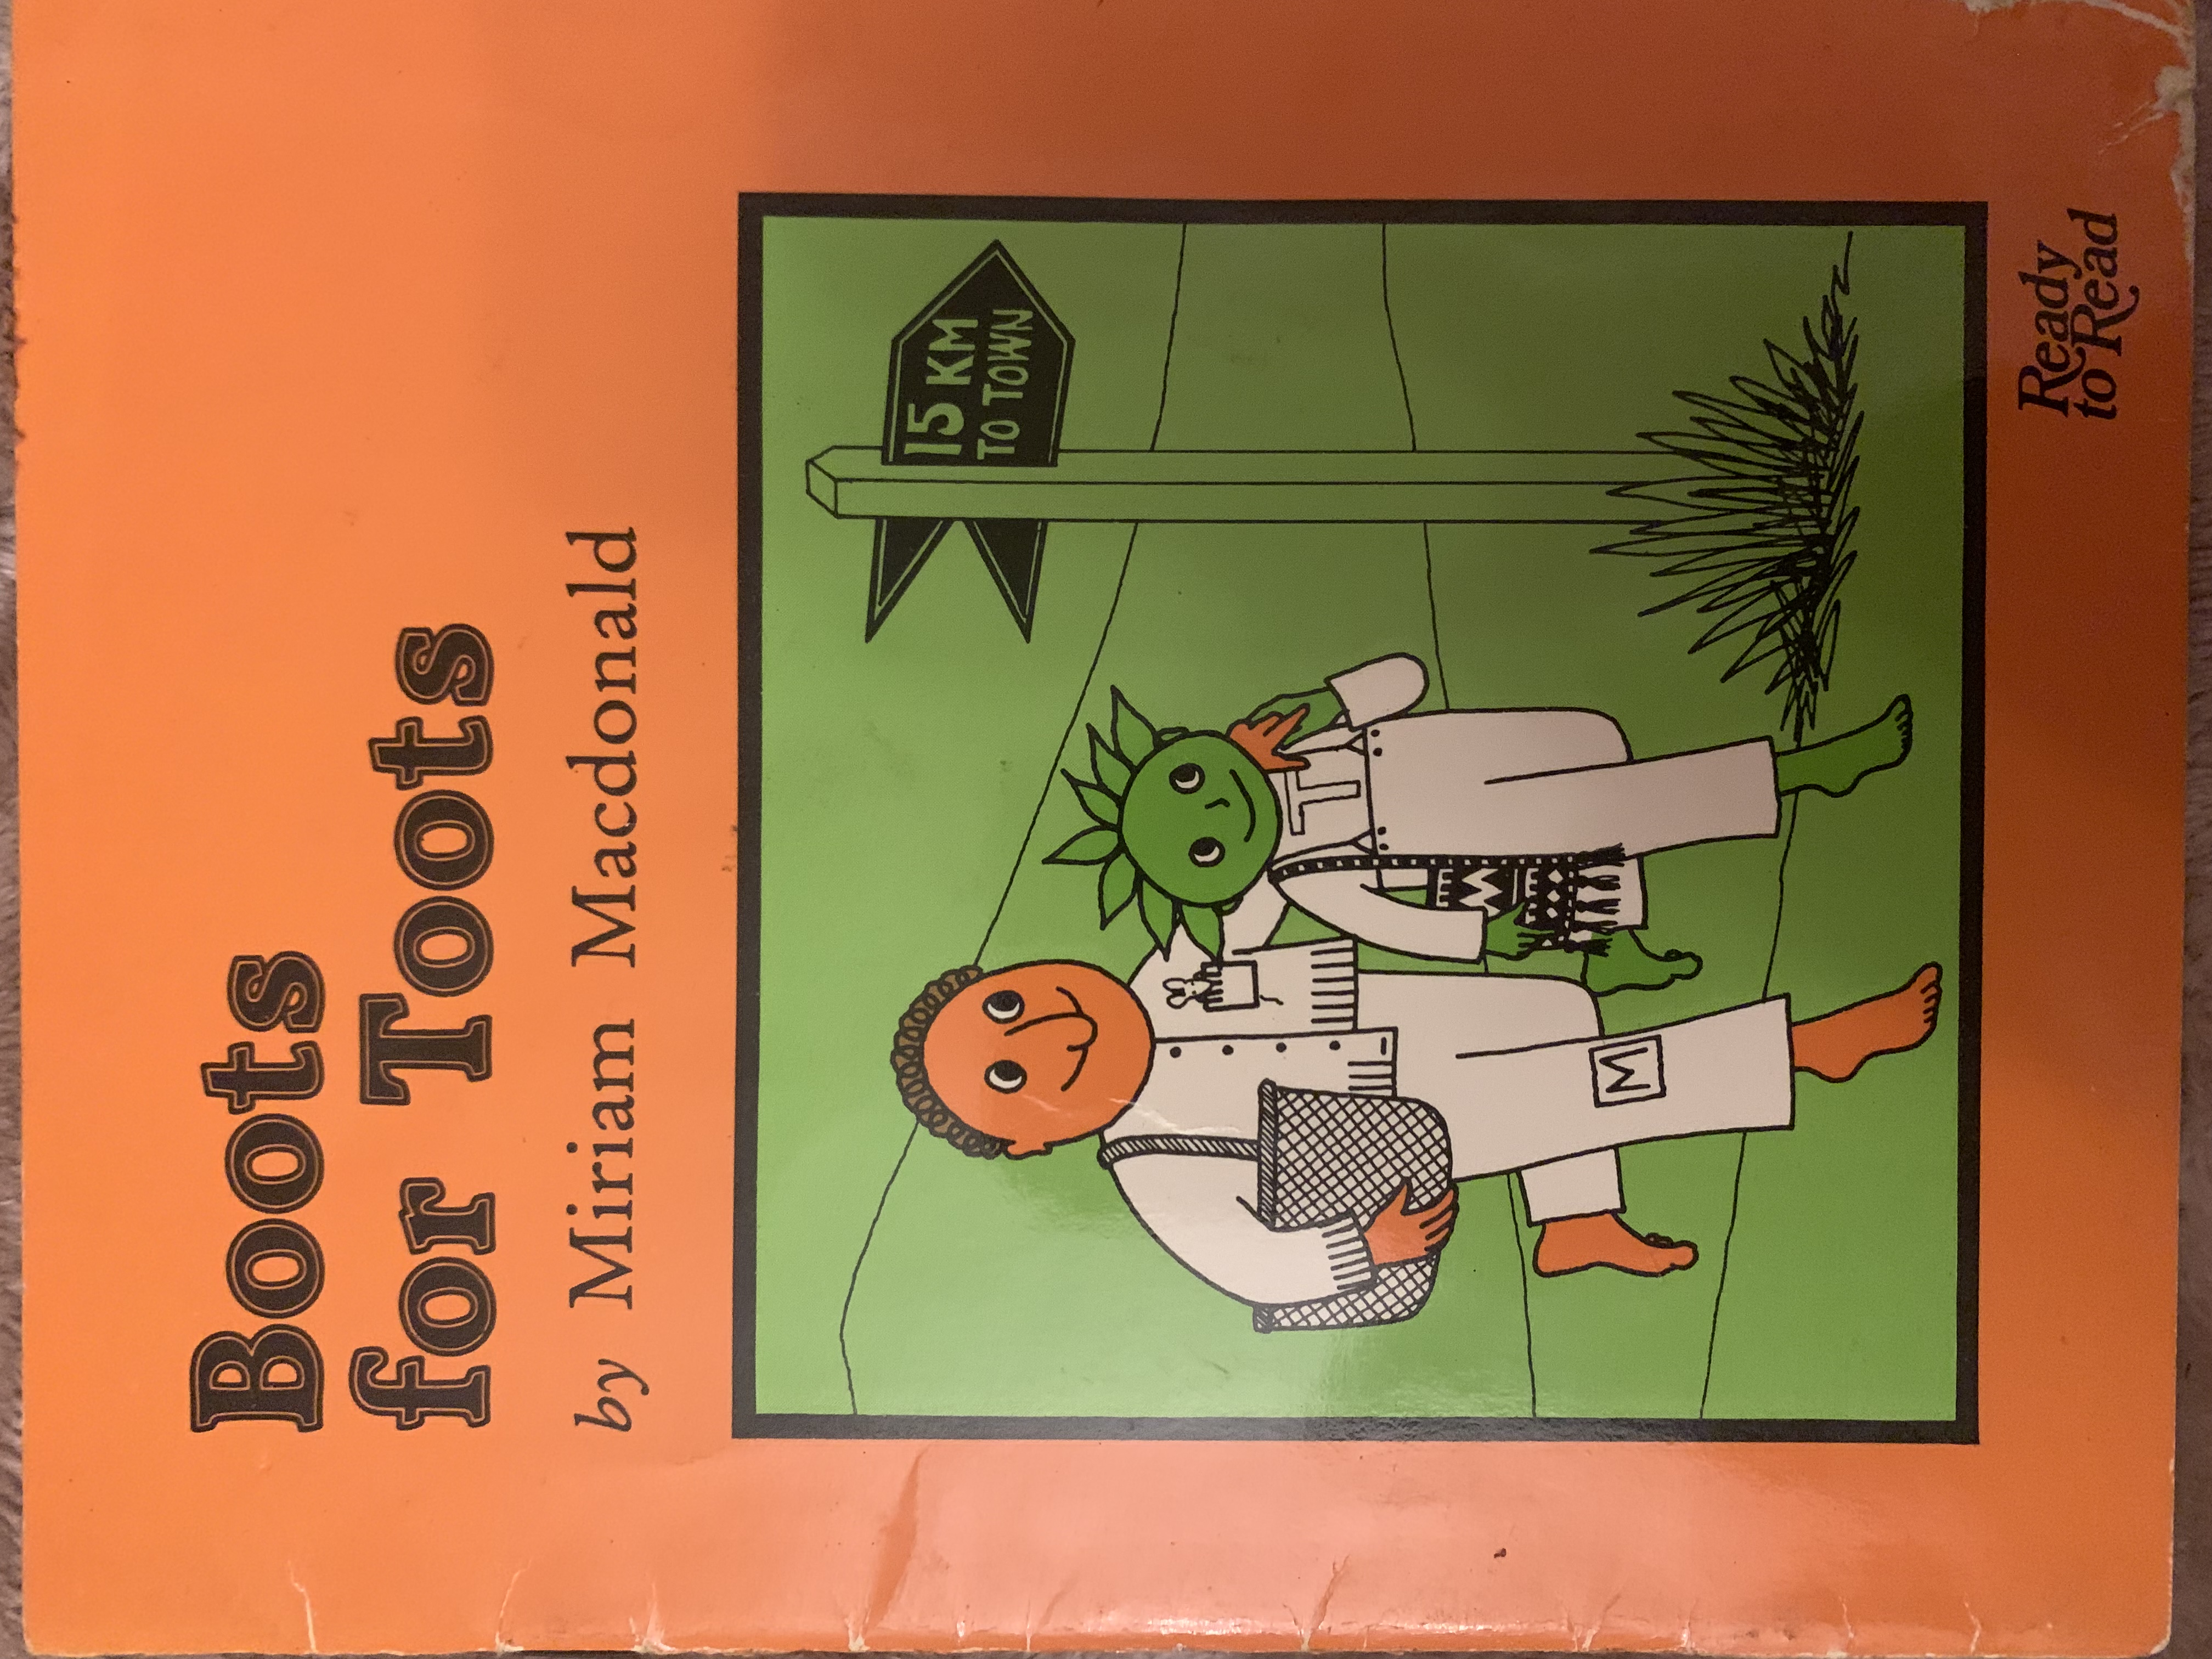 Boots
for Toots
by Miriam Macdonald
15 KM
TO TOWN
T
M
Ready
to Read